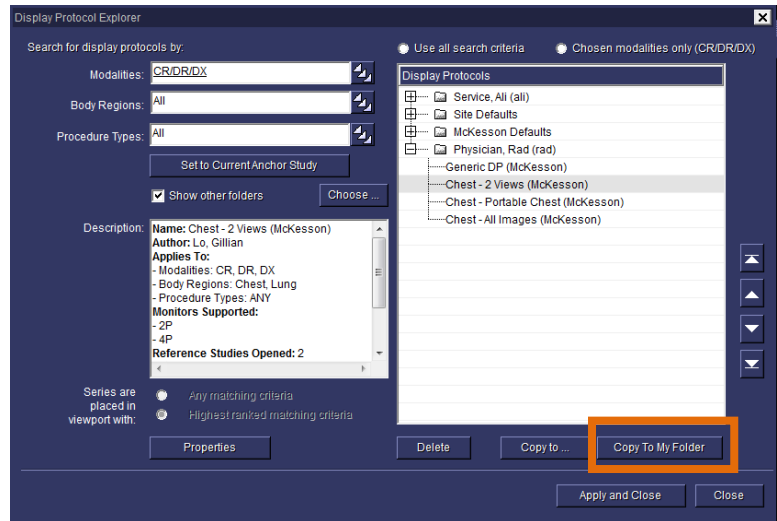 Display Protocol Explorer
Search for display protocols by:
Use all search criteria
Chosen modalities only (CR/DR/DX)
Modalities: CR/DR/DX
Body Regions: All
Procedure Types: All
Set to Current Anchor Study
Show other folders
Choose ...
Description: Name: Chest - 2 Views (McKesson)
Author: Lo, Gillian
Applies To:
- Modalities: CR, DR, DX
- Body Regions: Chest, Lung
- Procedure Types: ANY
Monitors Supported:
- 2P
- 4P
Reference Studies Opened: 2
Series are
placed in
viewport with:
Any matching criteria
Highest ranked matching criteria
Properties
Display Protocols
Service, Ali (ali)
Site Defaults
McKesson Defaults
Physician, Rad (rad)
Generic DP (McKesson)
Chest - 2 Views (McKesson)
Chest - Portable Chest (McKesson)
Chest - All Images (McKesson)
Delete
Copy to ...
Copy To My Folder
Apply and Close
Close